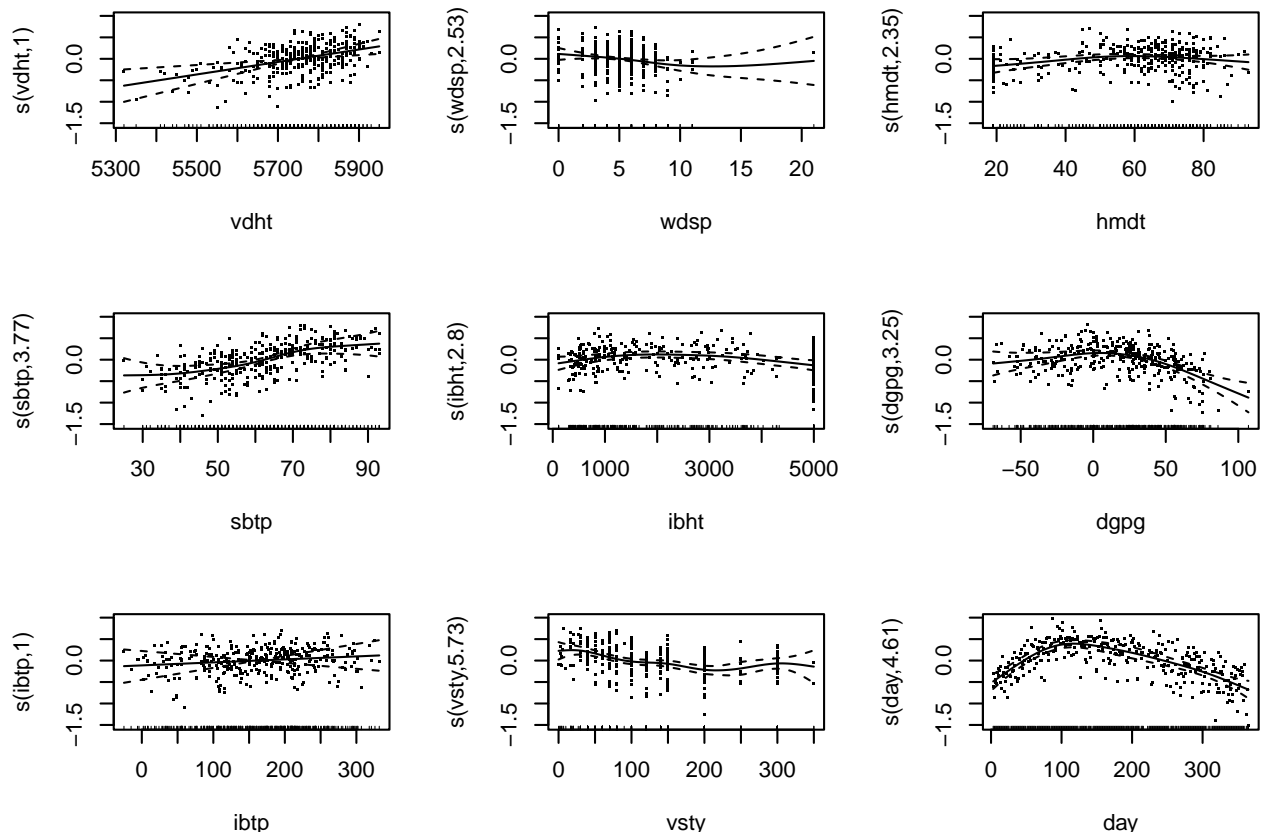 s(vdht,1)
0.0
−1.5
5300 5500 5700 5900
vdht
s(wdsp,2.53)
0.0
−1.5
0 5 10 15 20
wdsp
s(hmdt,2.35)
0.0
−1.5
20 40 60 80
hmdt
s(sbtp,3.77)
0.0
−1.5
30 50 70 90
sbtp
s(ibht,2.8)
0.0
−1.5
0 1000 3000 5000
ibht
s(dgpg,3.25)
0.0
−1.5
−50 0 50 100
dgpg
s(ibtp,1)
0.0
−1.5
0 100 200 300
ibtp
s(vsty,5.73)
0.0
−1.5
0 100 200 300
vsty
s(day,4.61)
0.0
−1.5
0 100 200 300
day